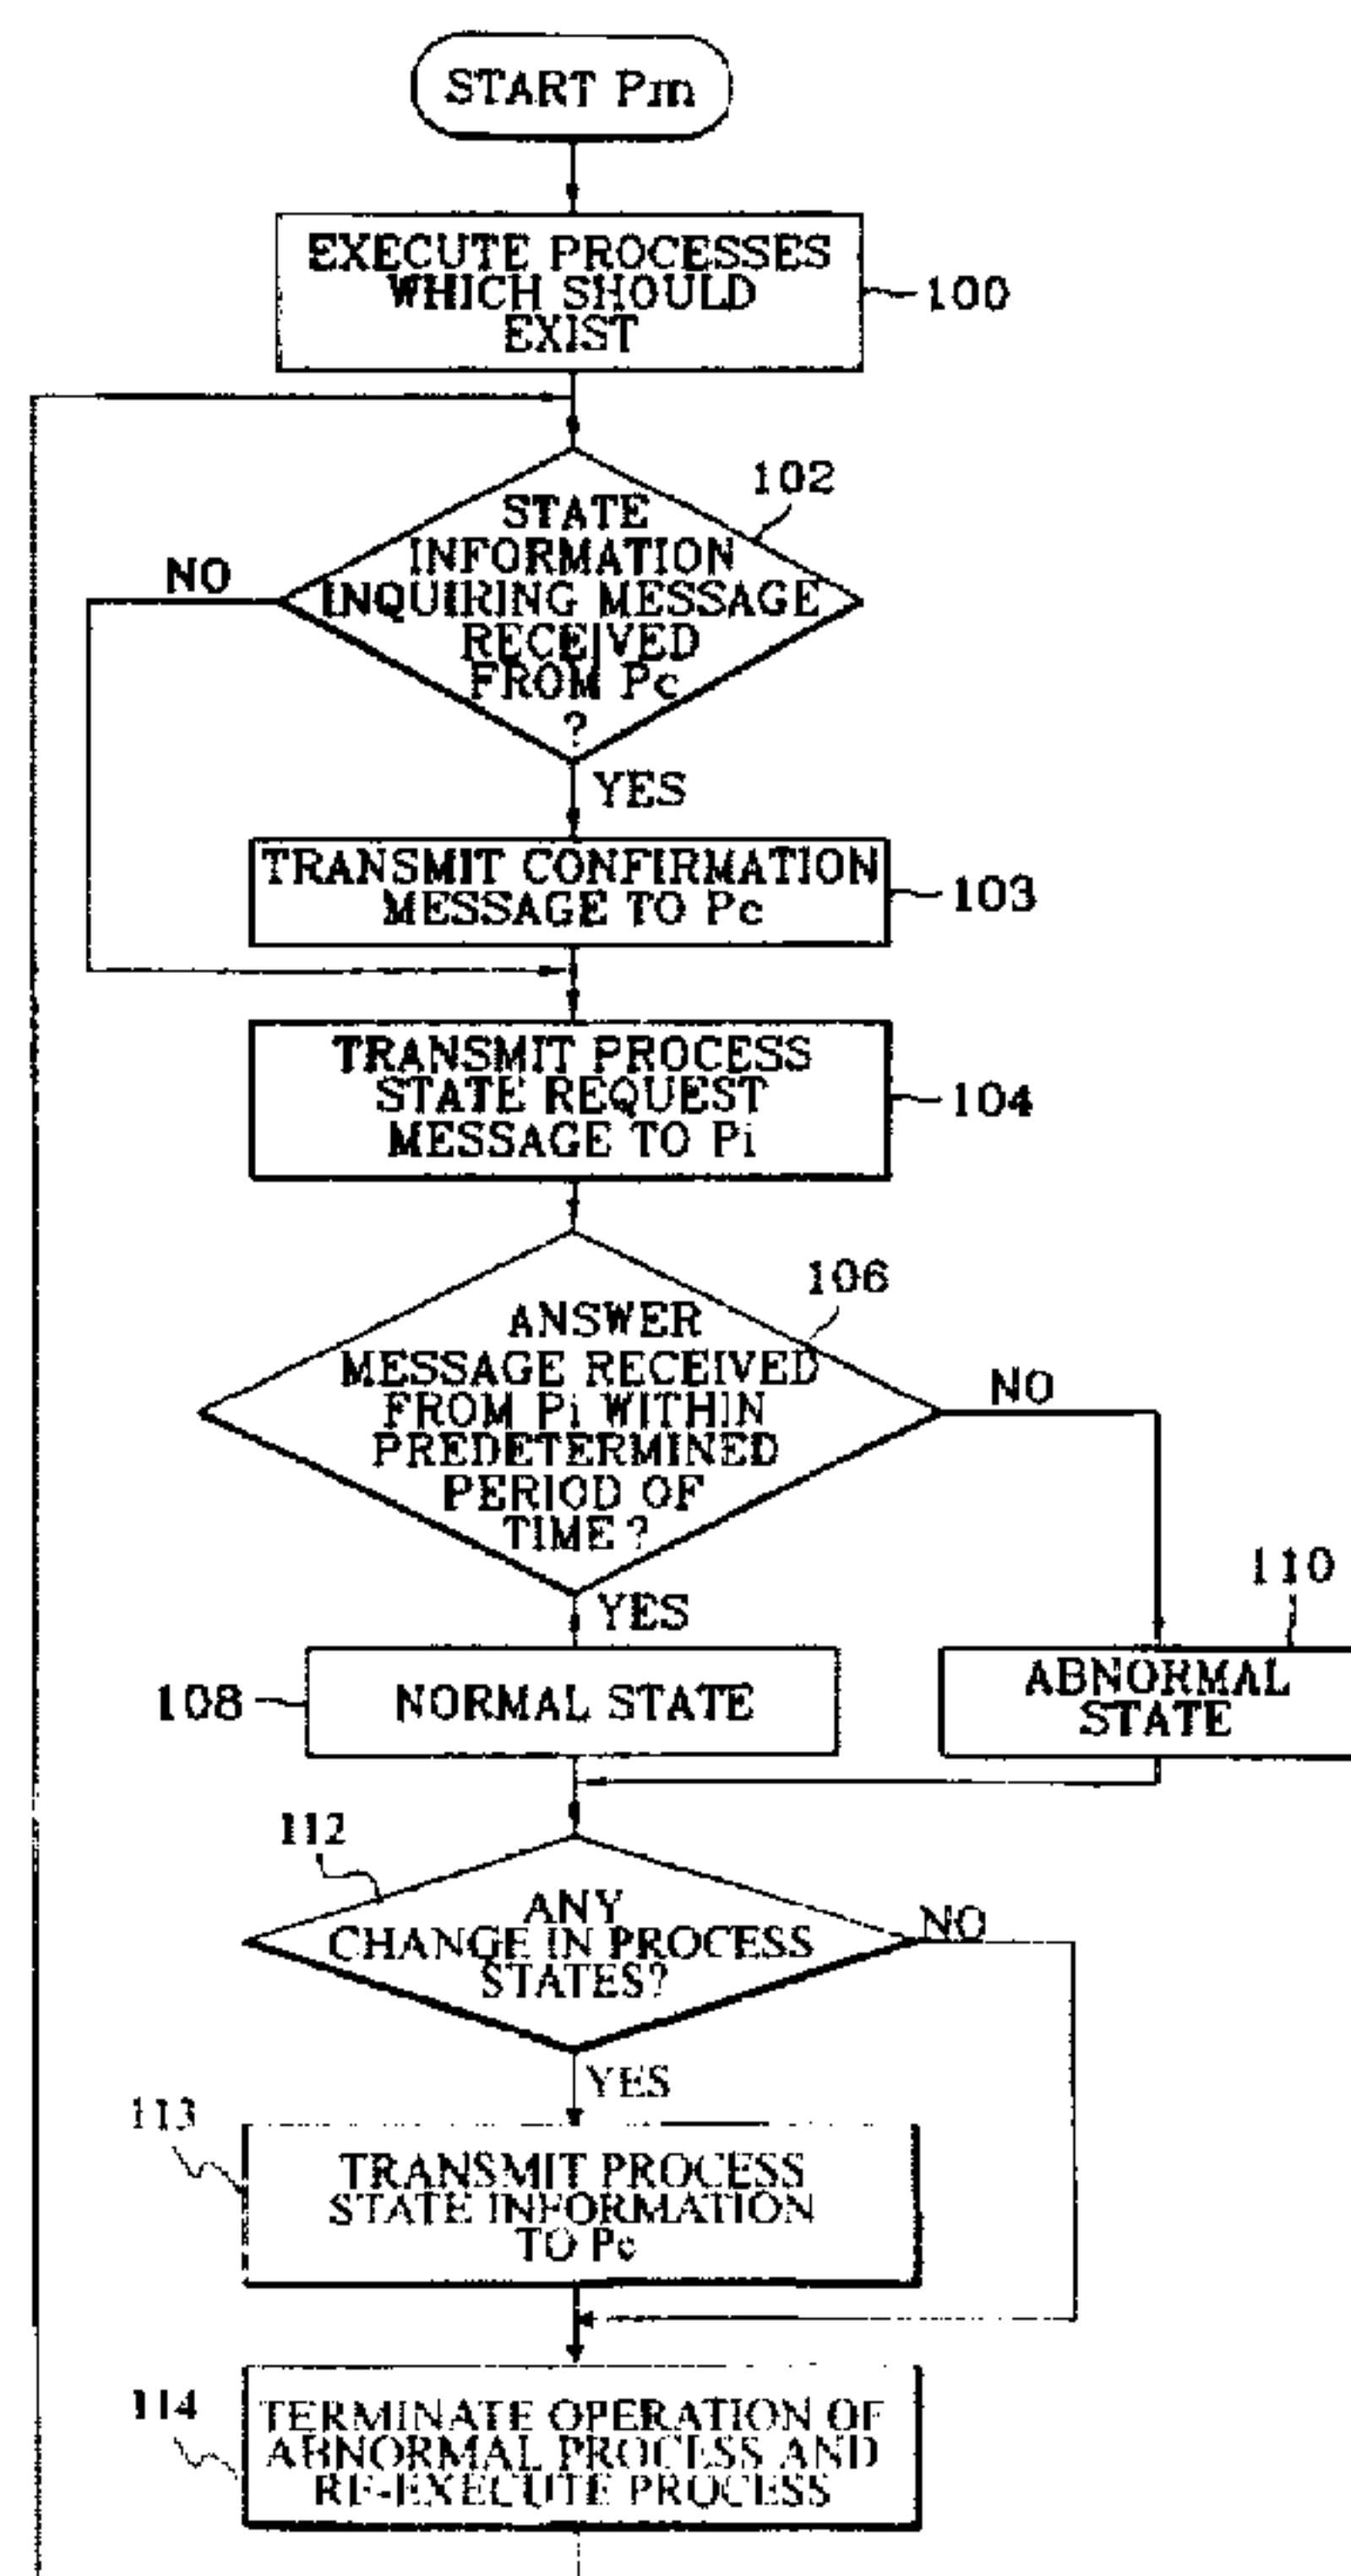 START Pm
EXECUTE PROCESSES
WHICH SHOULD
EXIST
100
102
STATE
INFORMATION
NO
INQUIRING MESSAGE
RECEIVED
FROM Pc
?
YES
TRANSMIT CONFIRMATION
MESSAGE TO Pc
103
TRANSMIT PROCESS
STATE REQUEST
MESSAGE TO Pi
104
106
ANSWER
MESSAGE RECEIVED
NO
FROM Pi WITHIN
PREDETERMINED
PERIOD OF
TIME?
YES
110
108
NORMAL STATE
ABNORMAL
STATE
112
ANY
NO
CHANGE IN PROCESS
STATES?
YES
113
TRANSMIT PROCESS
STATE INFORMATION
TO Pc
114
TERMINATE OPERATION OF
ABNORMAL PROCESS AND
RE-EXECUTE PROCESS